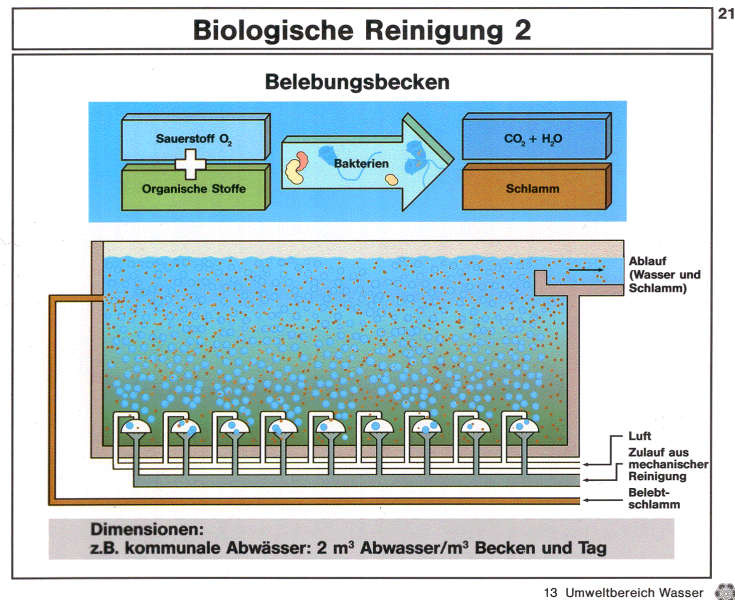 21
Biologische Reinigung 2
Belebungsbecken
Sauerstoff O₂
Organische Stoffe
Bakterien
CO₂ + H₂O
Schlamm
Ablauf
(Wasser und
Schlamm)
Luft
Zulauf aus
mechanischer
Reinigung
Belebt-
schlamm
Dimensionen:
z.B. kommunale Abwässer: 2 m³ Abwasser/m³ Becken und Tag
13 Umweltbereich Wasser